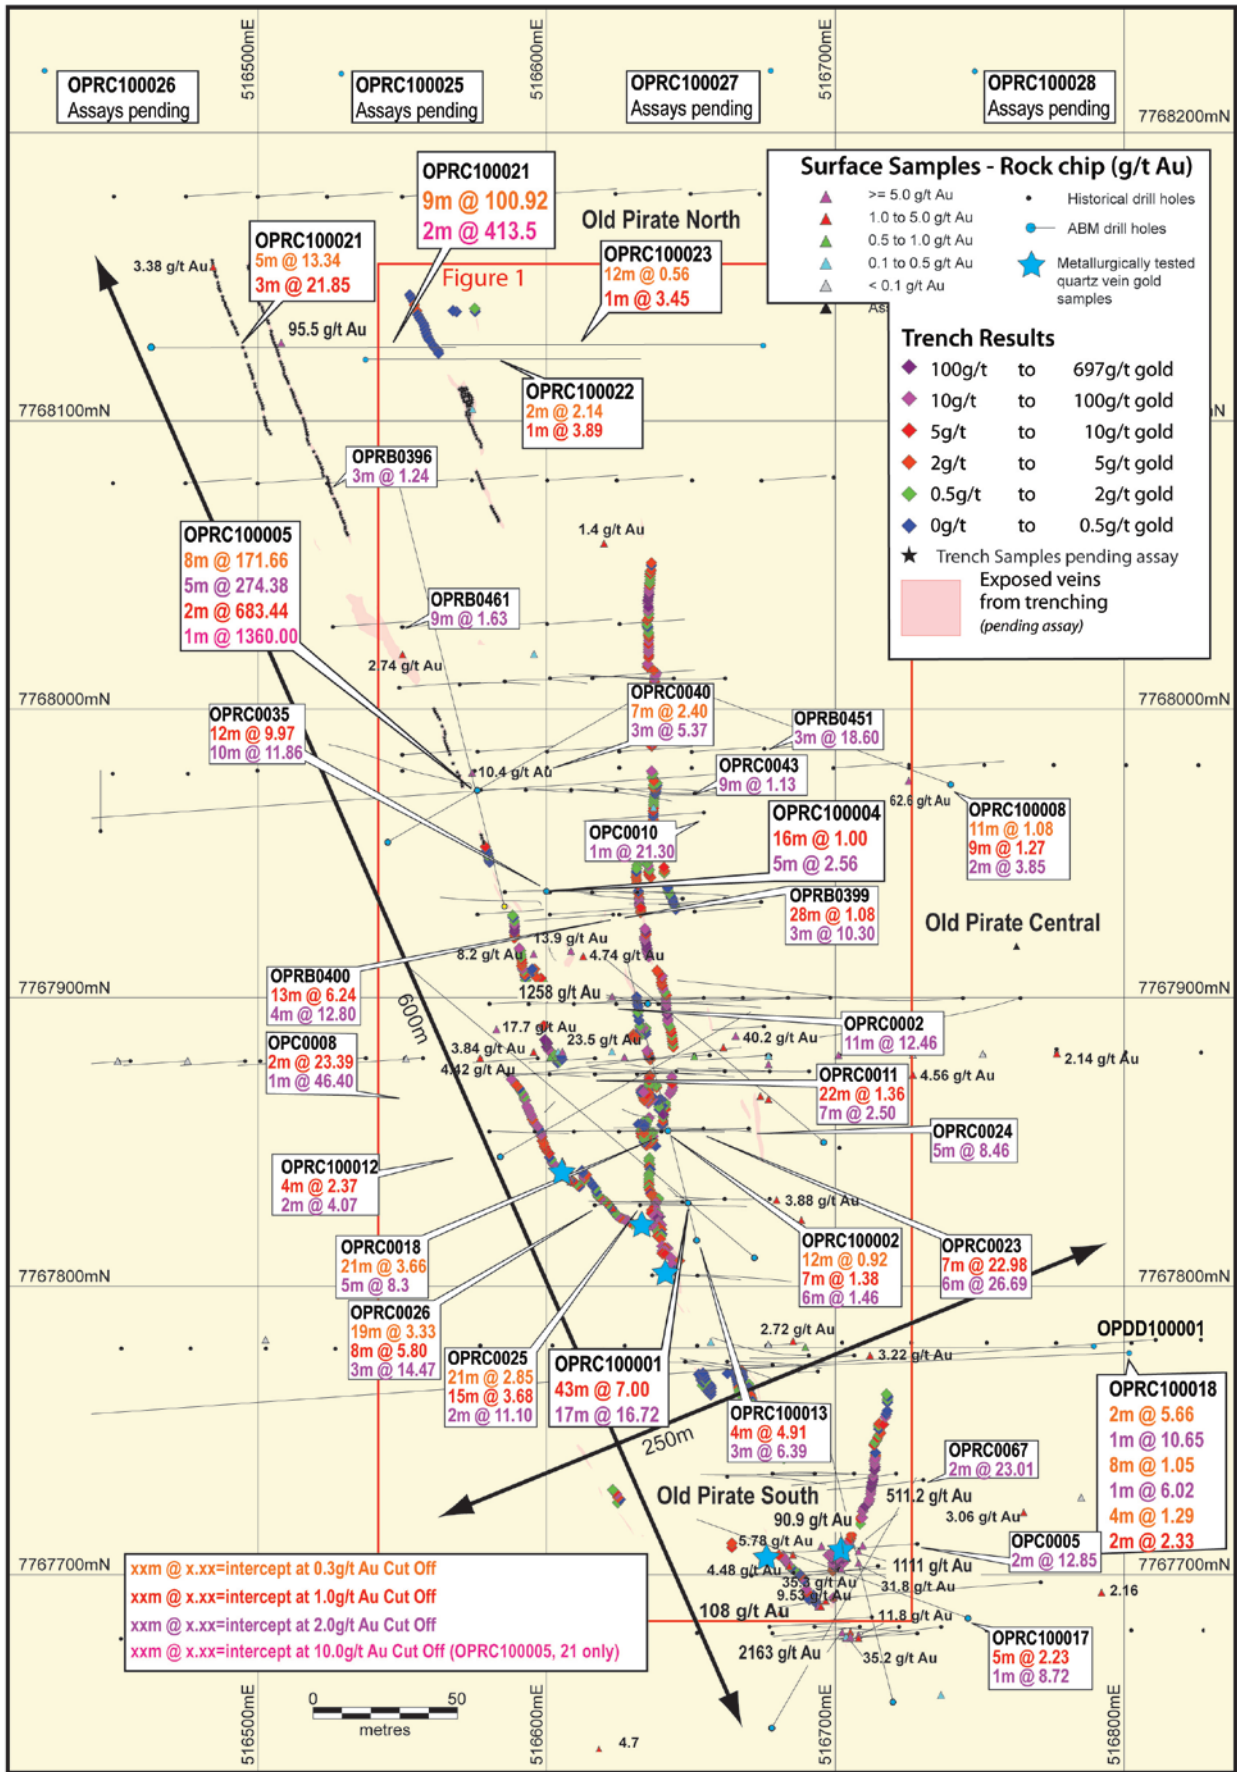 516500mE
516600mE
516700mE
OPRC100026
Assays pending
OPRC100025
Assays pending
OPRC100027
Assays pending
OPRC100028
Assays pending
7768200mN
Surface Samples - Rock chip (g/t Au)
>= 5.0 g/t Au
1.0 to 5.0 g/t Au
0.5 to 1.0 g/t Au
0.1 to 0.5 g/t Au
< 0.1 g/t Au
As
Historical drill holes
ABM drill holes
Metallurgically tested
quartz vein gold
samples
Trench Results
100g/t to 697g/t gold
10g/t to 100g/t gold
5g/t to 10g/t gold
2g/t to 5g/t gold
0.5g/t to 2g/t gold
0g/t to 0.5g/t gold
Trench Samples pending assay
Exposed veins
from trenching
(pending assay)
OPRC100021
9m @ 100.92
2m @ 413.5
Old Pirate North
OPRC100021
5m @ 13.34
3m @ 21.85
3.38 g/t Au
OPRC100023
12m @ 0.56
1m @ 3.45
Figure 1
95.5 g/t Au
OPRC100022
2m @ 2.14
1m @ 3.89
7768100mN
N
OPRB0396
3m @ 1.24
1.4 g/t Au
OPRC100005
8m @ 171.66
5m @ 274.38
2m @ 683.44
1m @ 1360.00
OPRB0461
9m @ 1.63
2.74 g/t Au
7768000mN
7768000mN
OPRC0040
7m @ 2.40
3m @ 5.37
OPRC0035
12m @ 9.97
10m @ 11.86
OPRB0451
3m @ 18.60
10.4 g/t Au
OPRC0043
9m @ 1.13
62.6 g/t Au
OPRC100008
11m @ 1.08
9m @ 1.27
2m @ 3.85
OPRC100004
16m @ 1.00
5m @ 2.56
OPC0010
1m @ 21.30
OPRB0399
28m @ 1.08
3m @ 10.30
Old Pirate Central
13.9 g/t Au
8.2 g/t Au
4.74 g/t Au
OPRB0400
13m @ 6.24
4m @ 12.80
1258 g/t Au
7767900mN
7767900mN
600m
17.7 g/t Au
23.5 g/t Au
40.2 g/t Au
OPRC0002
11m @ 12.46
OPC0008
2m @ 23.39
1m @ 46.40
3.84 g/t Au
4.42 g/t Au
2.14 g/t Au
4.56 g/t Au
OPRC0011
22m @ 1.36
7m @ 2.50
OPRC0024
5m @ 8.46
OPRC100012
4m @ 2.37
2m @ 4.07
3.88 g/t Au
OPRC0018
21m @ 3.66
5m @ 8.3
OPRC100002
12m @ 0.92
7m @ 1.38
6m @ 1.46
OPRC0023
7m @ 22.98
6m @ 26.69
7767800mN
7767800mN
OPRC0026
19m @ 3.33
8m @ 5.80
3m @ 14.47
2.72 g/t Au
3.22 g/t Au
OPDD100001
OPRC0025
21m @ 2.85
15m @ 3.68
2m @ 11.10
OPRC100001
43m @ 7.00
17m @ 16.72
OPRC100018
2m @ 5.66
1m @ 10.65
8m @ 1.05
1m @ 6.02
4m @ 1.29
2m @ 2.33
OPRC100013
4m @ 4.91
3m @ 6.39
250m
OPRC0067
2m @ 23.01
Old Pirate South
511.2 g/t Au
90.9 g/t Au
3.06 g/t Au
5.78 g/t Au
OPC0005
2m @ 12.85
4.48 g/t Au
1111 g/t Au
7767700mN
7767700mN
35.3 g/t Au
9.53 g/t Au
31.8 g/t Au
2.16
108 g/t Au
11.8 g/t Au
2163 g/t Au
35.2 g/t Au
OPRC100017
5m @ 2.23
1m @ 8.72
xxm @ x.xx=intercept at 0.3g/t Au Cut Off
xxm @ x.xx=intercept at 1.0g/t Au Cut Off
xxm @ x.xx=intercept at 2.0g/t Au Cut Off
xxm @ x.xx=intercept at 10.0g/t Au Cut Off (OPRC100005, 21 only)
0 50
metres
4.7
516500mE
516600mE
516700mE
516800mE